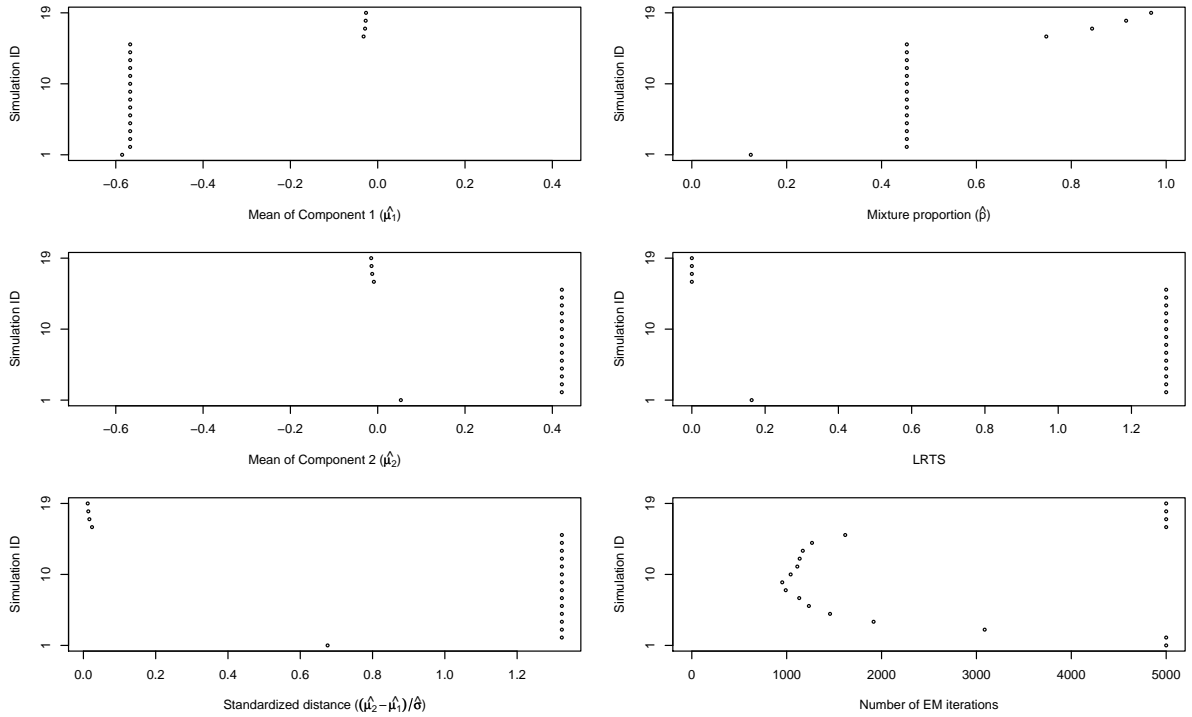 Simulation ID
1 10 19
−0.6 −0.4 −0.2 0.0 0.2 0.4
Mean of Component 1 (μ̂₁)
Simulation ID
1 10 19
0.0 0.2 0.4 0.6 0.8 1.0
Mixture proportion (p̂)
Simulation ID
1 10 19
−0.6 −0.4 −0.2 0.0 0.2 0.4
Mean of Component 2 (μ̂₂)
Simulation ID
1 10 19
0.0 0.2 0.4 0.6 0.8 1.0 1.2
LRTS
Simulation ID
1 10 19
0.0 0.2 0.4 0.6 0.8 1.0 1.2
Standardized distance ((μ̂₂−μ̂₁)/σ̂)
Simulation ID
1 10 19
0 1000 2000 3000 4000 5000
Number of EM iterations